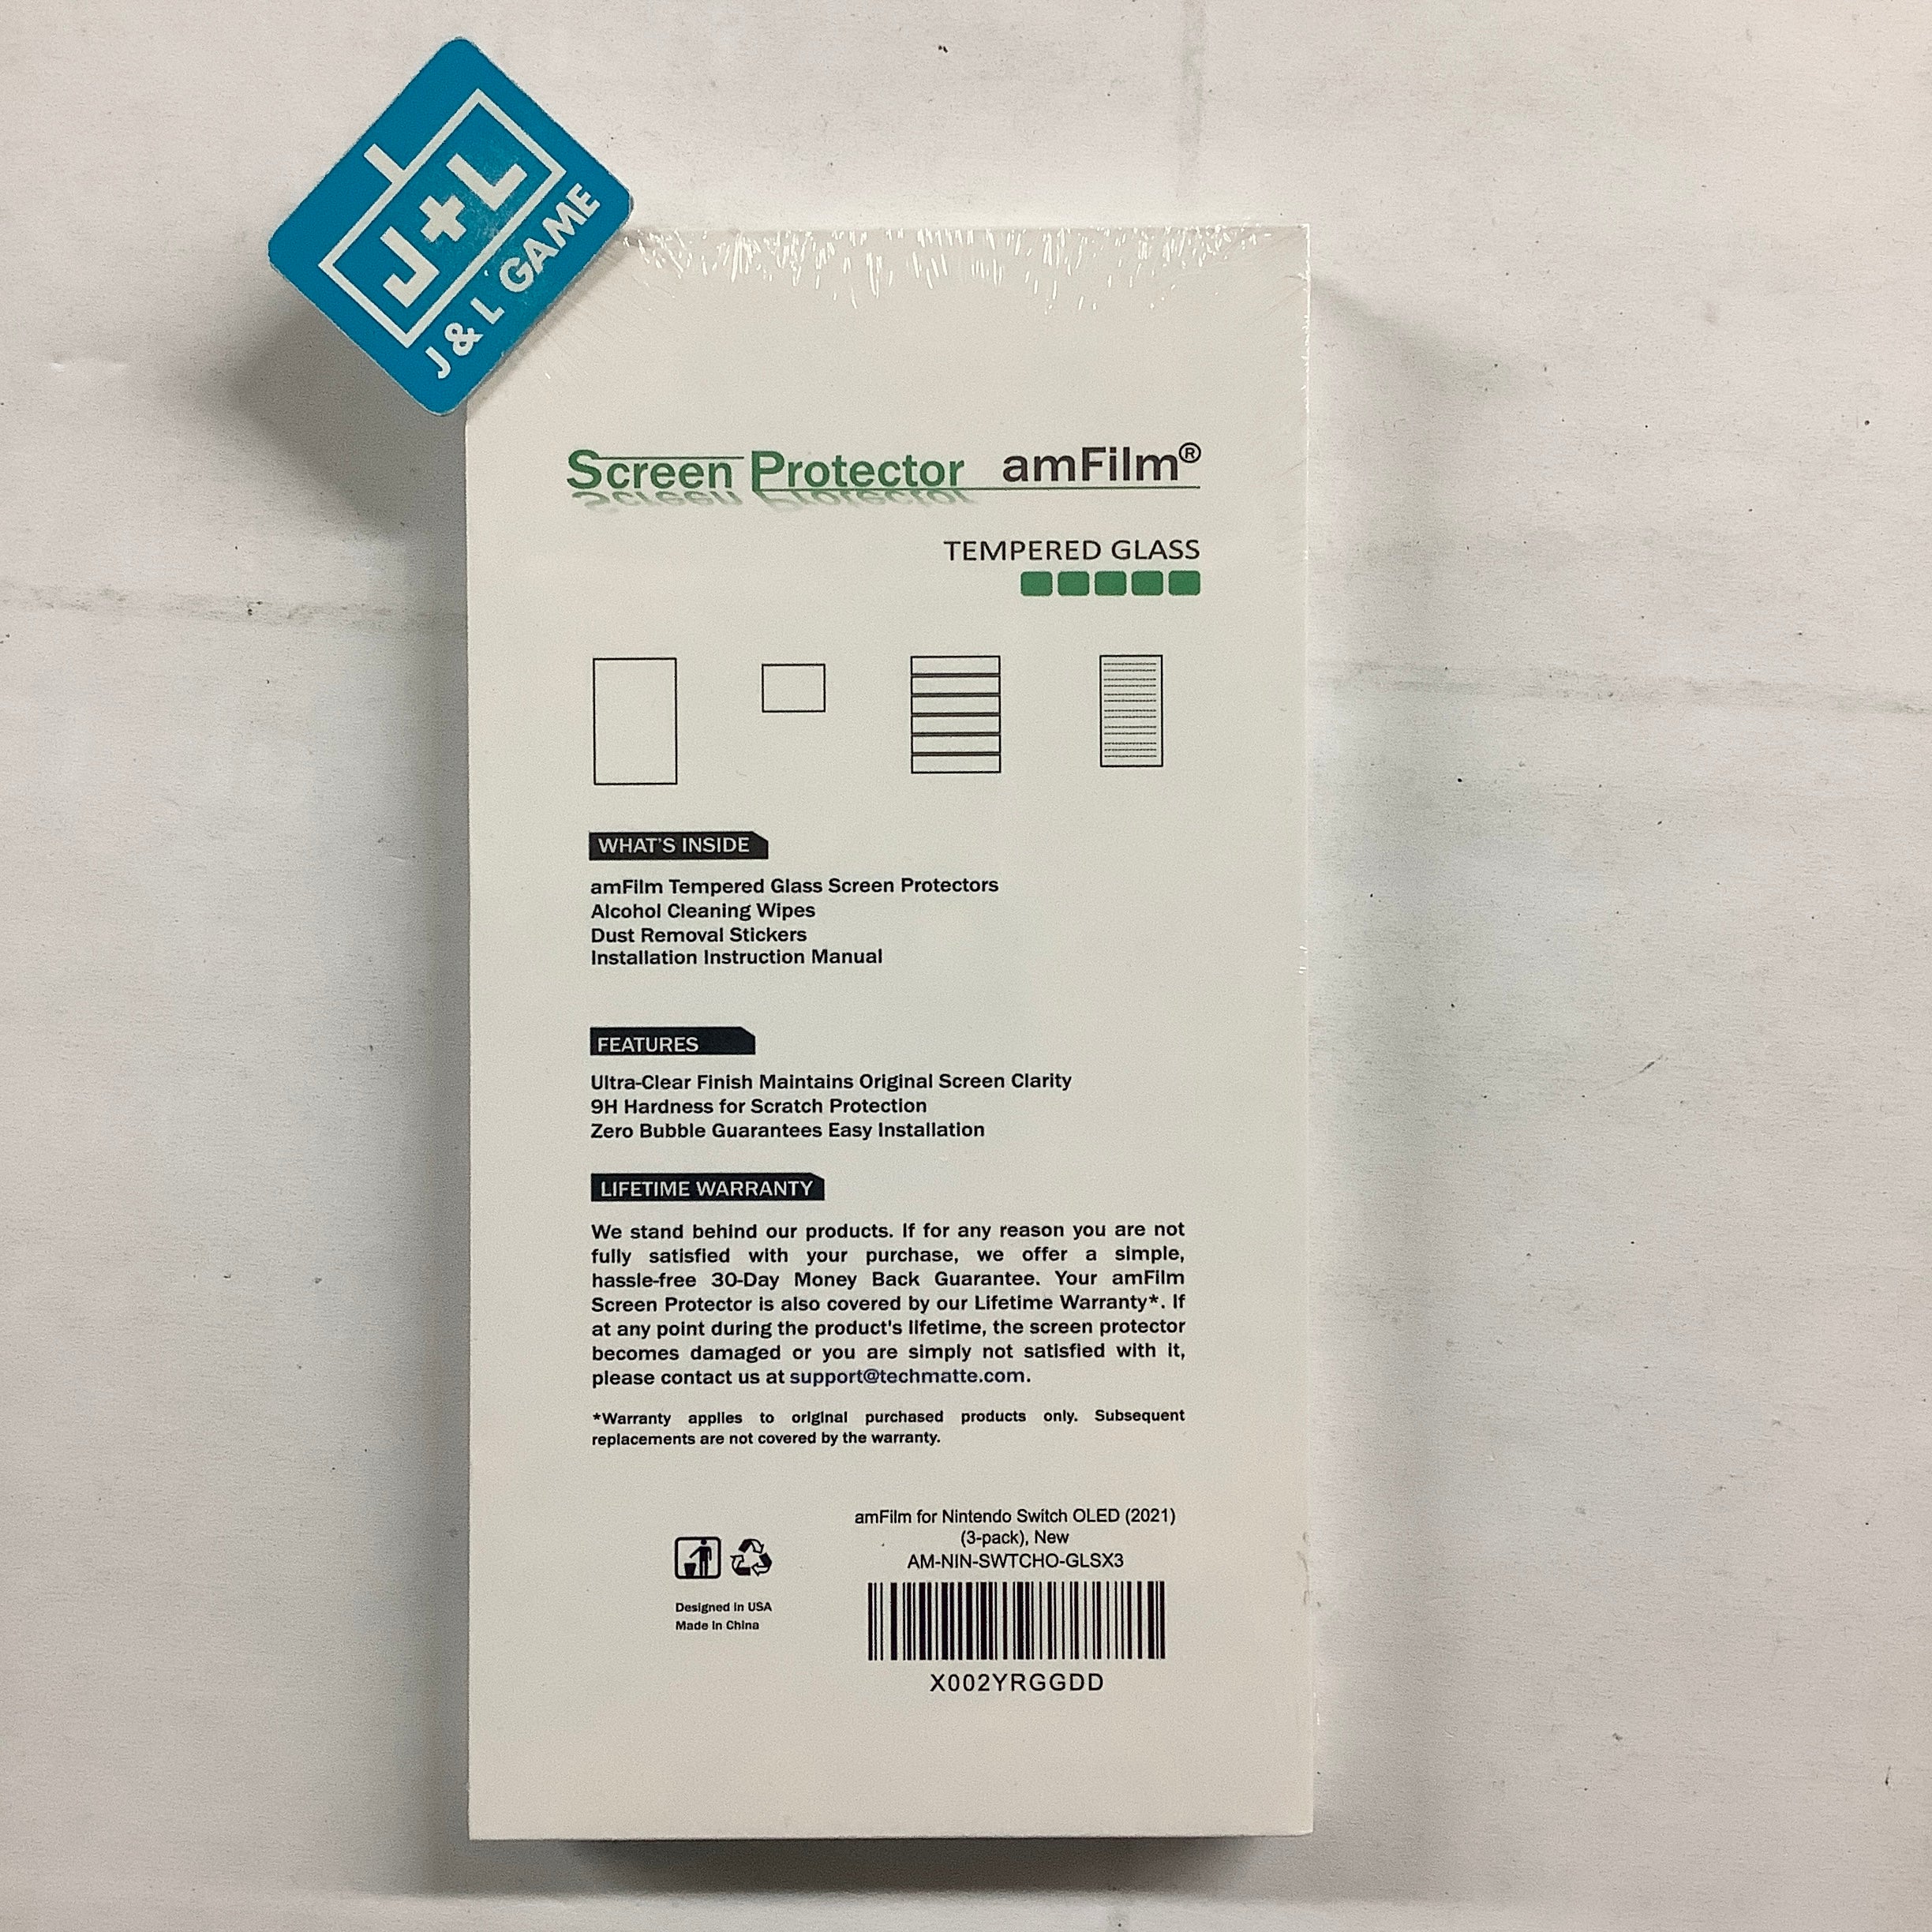 J+L
J & L GAME
Screen Protector amFilm®
TEMPERED GLASS
WHAT'S INSIDE
amFilm Tempered Glass Screen Protectors
Alcohol Cleaning Wipes
Dust Removal Stickers
Installation Instruction Manual
FEATURES
Ultra-Clear Finish Maintains Original Screen Clarity
9H Hardness for Scratch Protection
Zero Bubble Guarantees Easy Installation
LIFETIME WARRANTY
We stand behind our products. If for any reason you are not
fully satisfied with your purchase, we offer a simple,
hassle-free 30-Day Money Back Guarantee. Your amFilm
Screen Protector is also covered by our Lifetime Warranty*. If
at any point during the product's lifetime, the screen protector
becomes damaged or you are simply not satisfied with it,
please contact us at support@techmatte.com.
*Warranty applies to original purchased products only. Subsequent
replacements are not covered by the warranty.
amFilm for Nintendo Switch OLED (2021)
(3-pack), New
AM-NIN-SWTCHO-GLSX3
Designed in USA
Made in China
X002YRGGDD